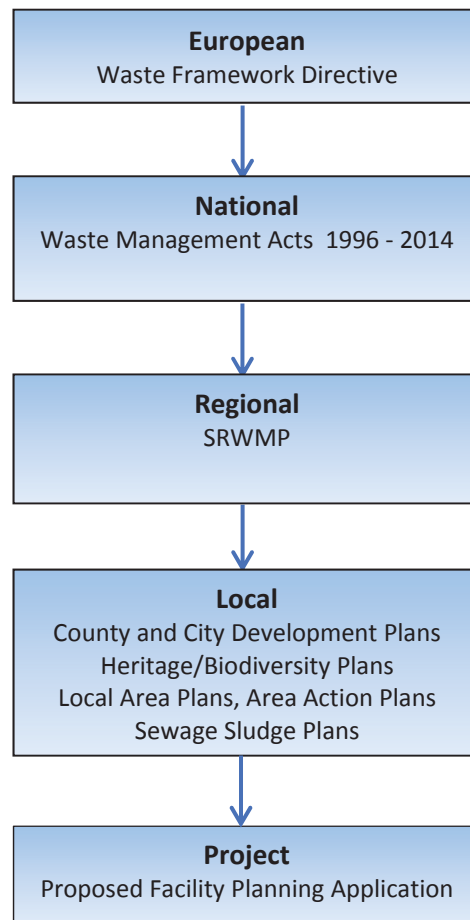 European
Waste Framework Directive
National
Waste Management Acts 1996 - 2014
Regional
SRWMP
Local
County and City Development Plans
Heritage/Biodiversity Plans
Local Area Plans, Area Action Plans
Sewage Sludge Plans
Project
Proposed Facility Planning Application